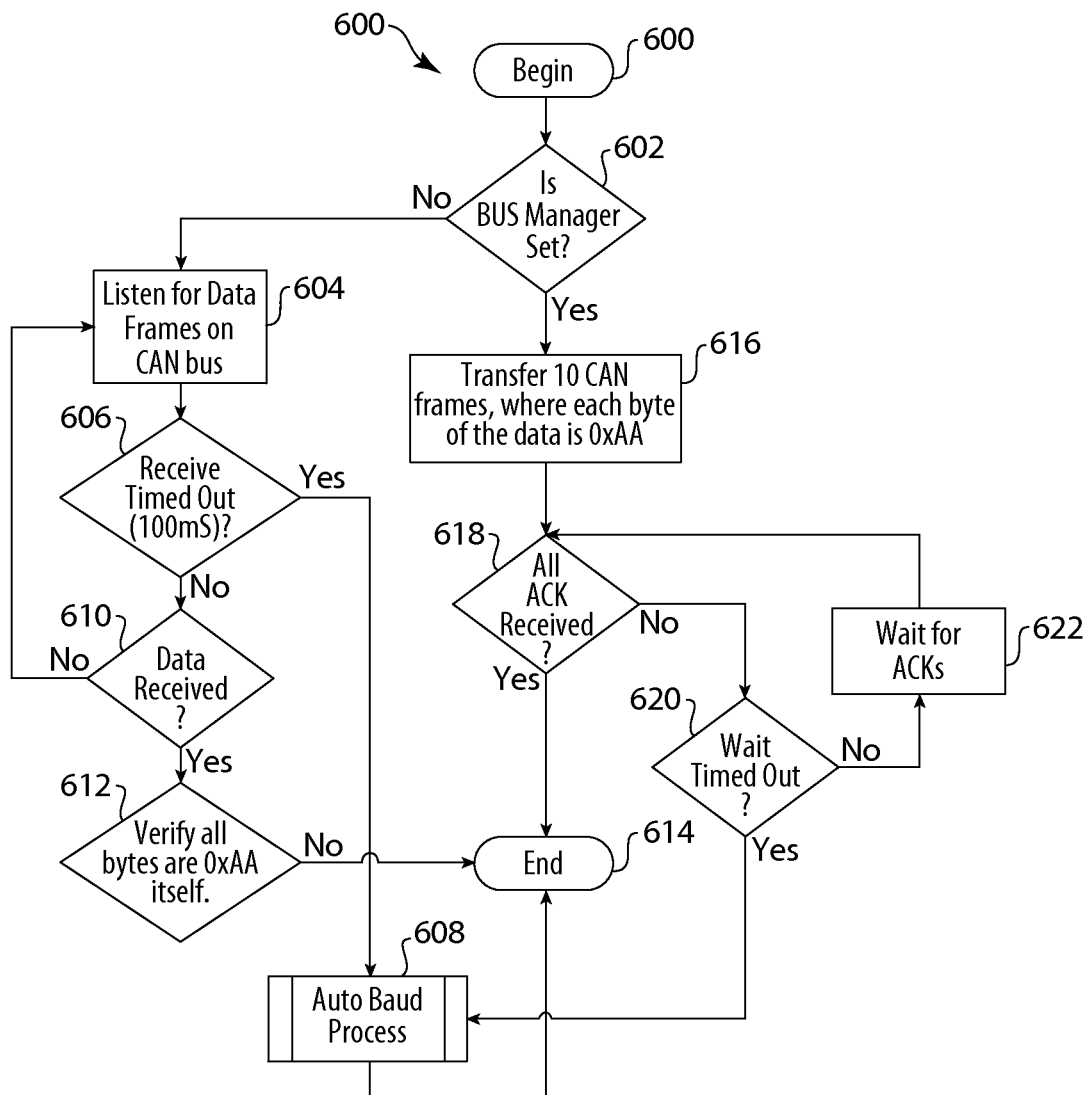 600
Begin
600
602
Is
BUS Manager
Set?
No
Yes
Listen for Data
Frames on
CAN bus
604
616
Transfer 10 CAN
frames, where each byte
of the data is 0xAA
606
Receive
Timed Out
(100mS)?
Yes
No
618
All
ACK
Received
?
No
Yes
Wait for
ACKs
622
610
Data
Received
?
No
Yes
620
Wait
Timed Out
?
No
Yes
612
Verify all
bytes are 0xAA
itself.
No
End
614
608
Auto Baud
Process